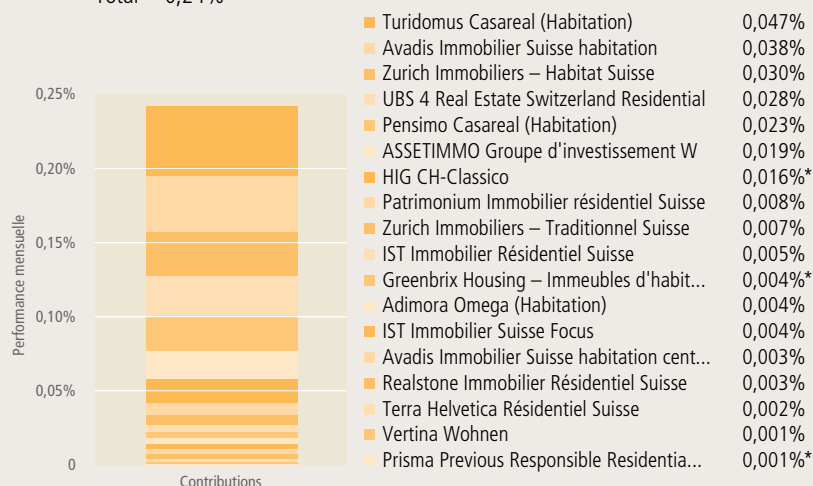 Turidomus Casareal (Habitation) 0,047%
Avadis Immobilier Suisse habitation 0,038%
Zurich Immobiliers – Habitat Suisse 0,030%
UBS 4 Real Estate Switzerland Residential 0,028%
Pensimo Casareal (Habitation) 0,023%
ASSETIMMO Groupe d'investissement W 0,019%
HIG CH-Classico 0,016%*
Patrimonium Immobilier résidentiel Suisse 0,008%
Zurich Immobiliers – Traditionnel Suisse 0,007%
IST Immobilier Résidentiel Suisse 0,005%
Greenbrix Housing – Immeubles d'habit... 0,004%*
Adimora Omega (Habitation) 0,004%
IST Immobilier Suisse Focus 0,004%
Avadis Immobilier Suisse habitation cent... 0,003%
Realstone Immobilier Résidentiel Suisse 0,003%
Terra Helvetica Résidentiel Suisse 0,002%
Vertina Wohnen 0,001%
Prisma Previous Responsible Residentia... 0,001%*
Performance mensuelle
0,25%
0,20%
0,15%
0,10%
0,05%
0
Contributions